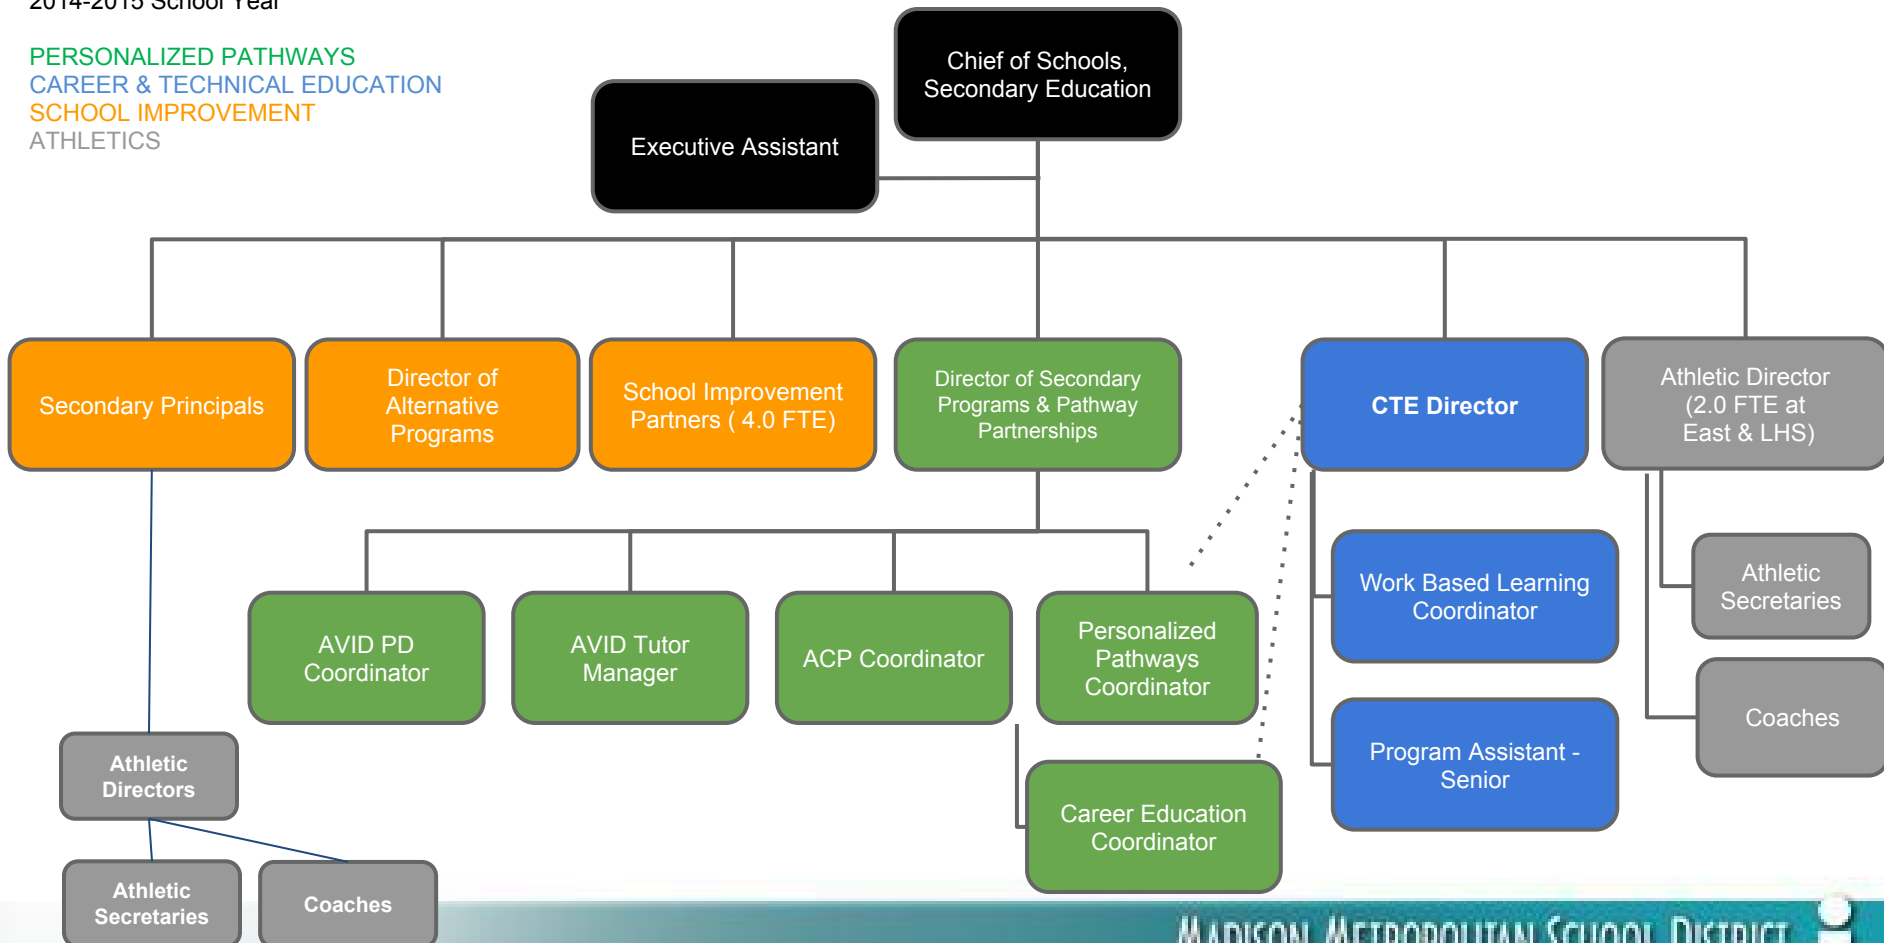 2014-2015 School Year
PERSONALIZED PATHWAYS
CAREER & TECHNICAL EDUCATION
SCHOOL IMPROVEMENT
ATHLETICS
Chief of Schools,
Secondary Education
Executive Assistant
Secondary Principals
Director of
Alternative
Programs
School Improvement
Partners ( 4.0 FTE)
Director of Secondary
Programs & Pathway
Partnerships
CTE Director
Athletic Director
(2.0 FTE at
East & LHS)
AVID PD
Coordinator
AVID Tutor
Manager
ACP Coordinator
Personalized
Pathways
Coordinator
Work Based Learning
Coordinator
Athletic
Secretaries
Program Assistant -
Senior
Coaches
Athletic
Directors
Career Education
Coordinator
Athletic
Secretaries
Coaches
MADISON METROPOLITAN SCHOOL DISTRICT